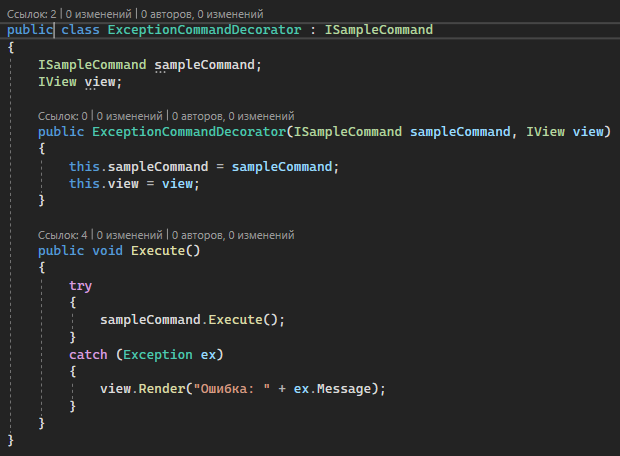 Ссылок: 2 | 0 изменений | 0 авторов, 0 изменений
public class ExceptionCommandDecorator : ISampleCommand
{
ISampleCommand sampleCommand;
IView view;
Ссылок: 0 | 0 изменений | 0 авторов, 0 изменений
public ExceptionCommandDecorator(ISampleCommand sampleCommand, IView view)
{
this.sampleCommand = sampleCommand;
this.view = view;
}
Ссылок: 4 | 0 изменений | 0 авторов, 0 изменений
public void Execute()
{
try
{
sampleCommand.Execute();
}
catch (Exception ex)
{
view.Render("Ошибка: " + ex.Message);
}
}
}